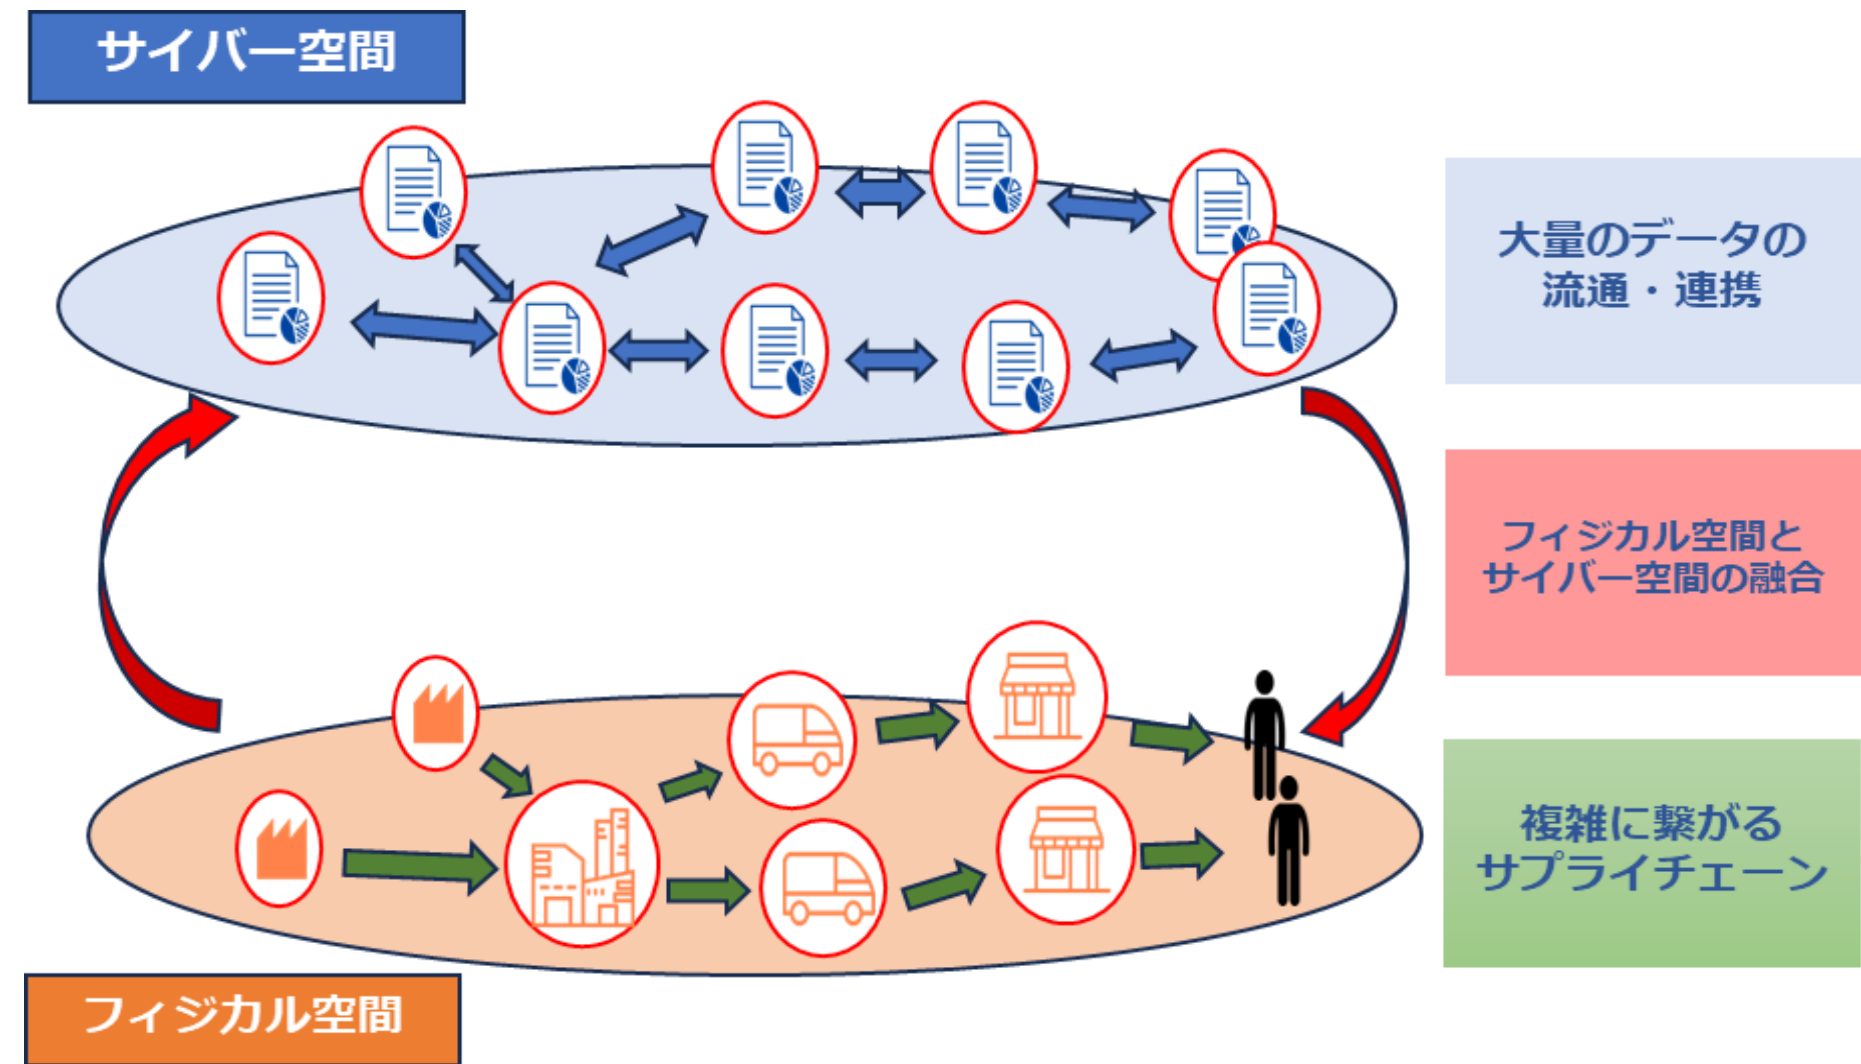 サイバー空間
大量のデータの
流通・連携
フィジカル空間と
サイバー空間の融合
複雑に繋がる
サプライチェーン
フィジカル空間